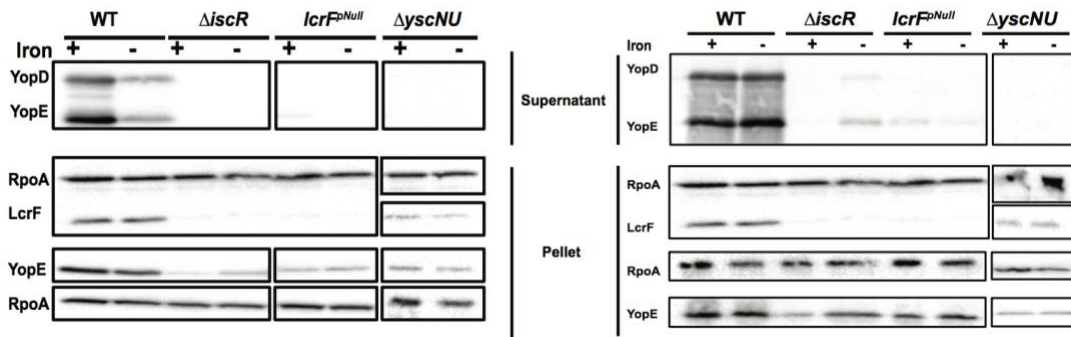 WT ΔiscR lcrF^pNull ΔyscNU
Iron + - + - + - + -
YopD
YopE
RpoA
LcrF
YopE
RpoA
Supernatant
Pellet
WT ΔiscR lcrF^pNull ΔyscNU
Iron + - + - + - + -
YopD
YopE
RpoA
LcrF
RpoA
YopE